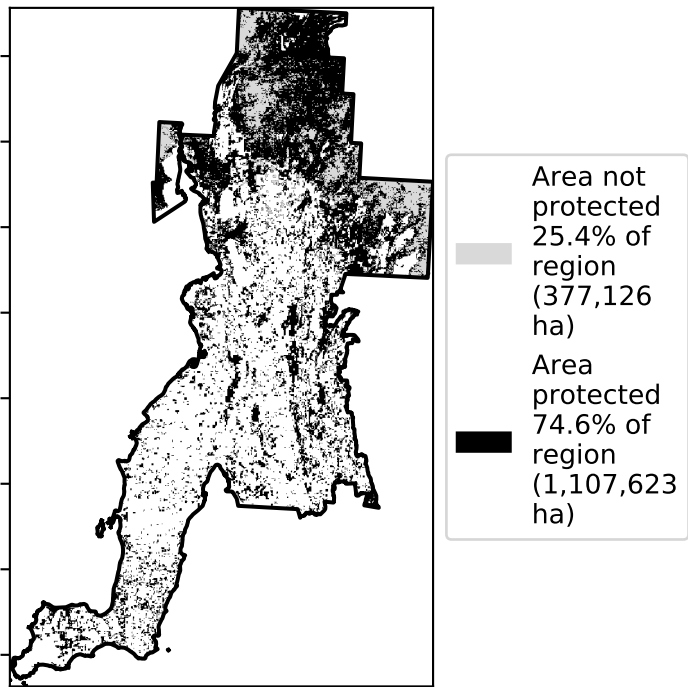 Area not
protected
25.4% of
region
(377,126
ha)
Area
protected
74.6% of
region
(1,107,623
ha)